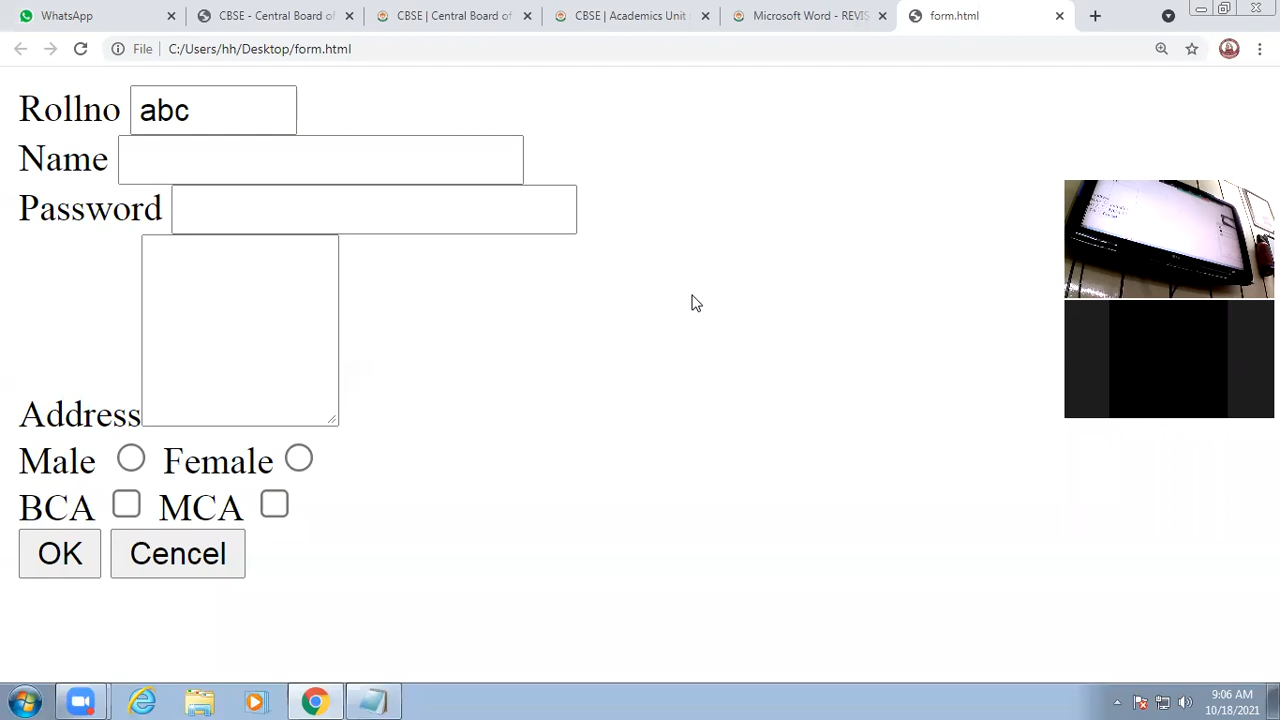 WhatsApp
CBSE - Central Board of
CBSE | Central Board of
CBSE | Academics Unit
Microsoft Word - REVIS
form.html
File
C:/Users/hh/Desktop/form.html
Rollno abc
Name
Password
Address
Male Female
BCA MCA
OK Cencel
9:06 AM
10/18/2021